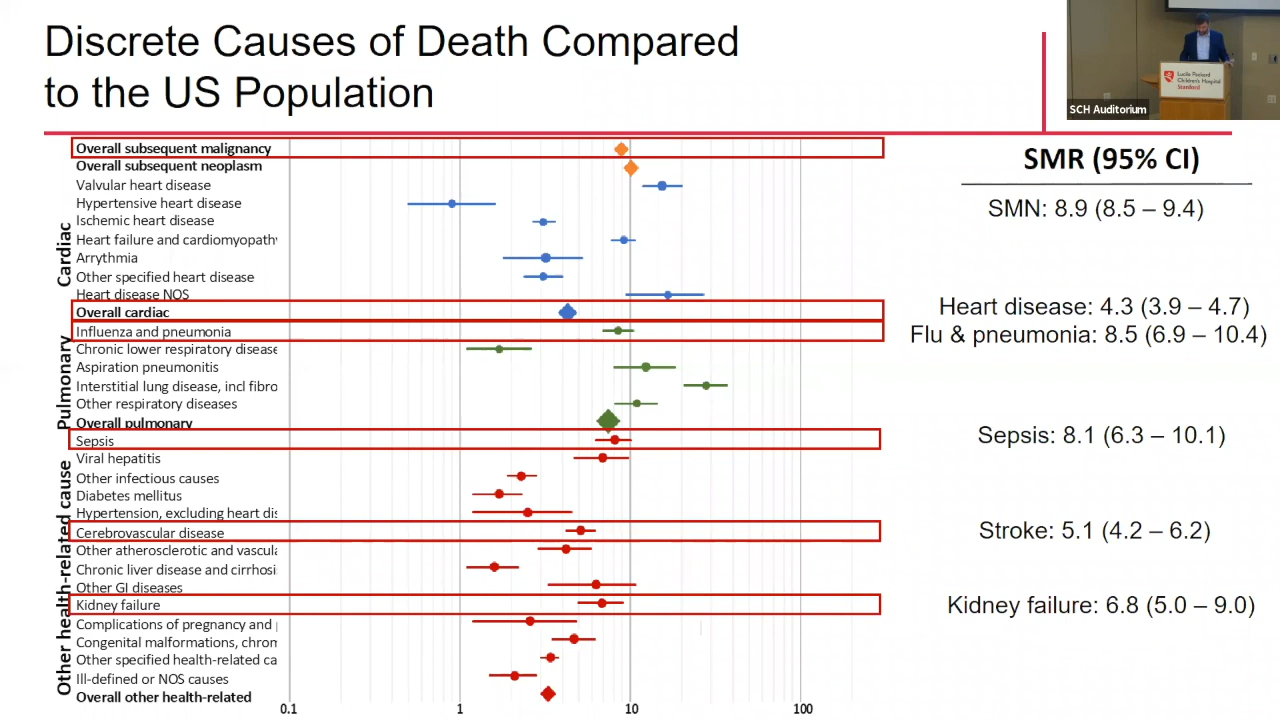 Discrete Causes of Death Compared
to the US Population
Lucile Packard
Children's Hospital
Stanford
SCH Auditorium
SMR (95% CI)
SMN: 8.9 (8.5 – 9.4)
Heart disease: 4.3 (3.9 – 4.7)
Flu & pneumonia: 8.5 (6.9 – 10.4)
Sepsis: 8.1 (6.3 – 10.1)
Stroke: 5.1 (4.2 – 6.2)
Kidney failure: 6.8 (5.0 – 9.0)
Overall subsequent malignancy
Overall subsequent neoplasm
Cardiac
Valvular heart disease
Hypertensive heart disease
Ischemic heart disease
Heart failure and cardiomyopath
Arrythmia
Other specified heart disease
Heart disease NOS
Overall cardiac
Pulmonary
Influenza and pneumonia
Chronic lower respiratory disease
Aspiration pneumonitis
Interstitial lung disease, incl fibro
Other respiratory diseases
Overall pulmonary
Other health-related cause
Sepsis
Viral hepatitis
Other infectious causes
Diabetes mellitus
Hypertension, excluding heart dis
Cerebrovascular disease
Other atherosclerotic and vascula
Chronic liver disease and cirrhosi
Other GI diseases
Kidney failure
Complications of pregnancy and
Congenital malformations, chrom
Other specified health-related ca
Ill-defined or NOS causes
Overall other health-related
0.1 1 10 100